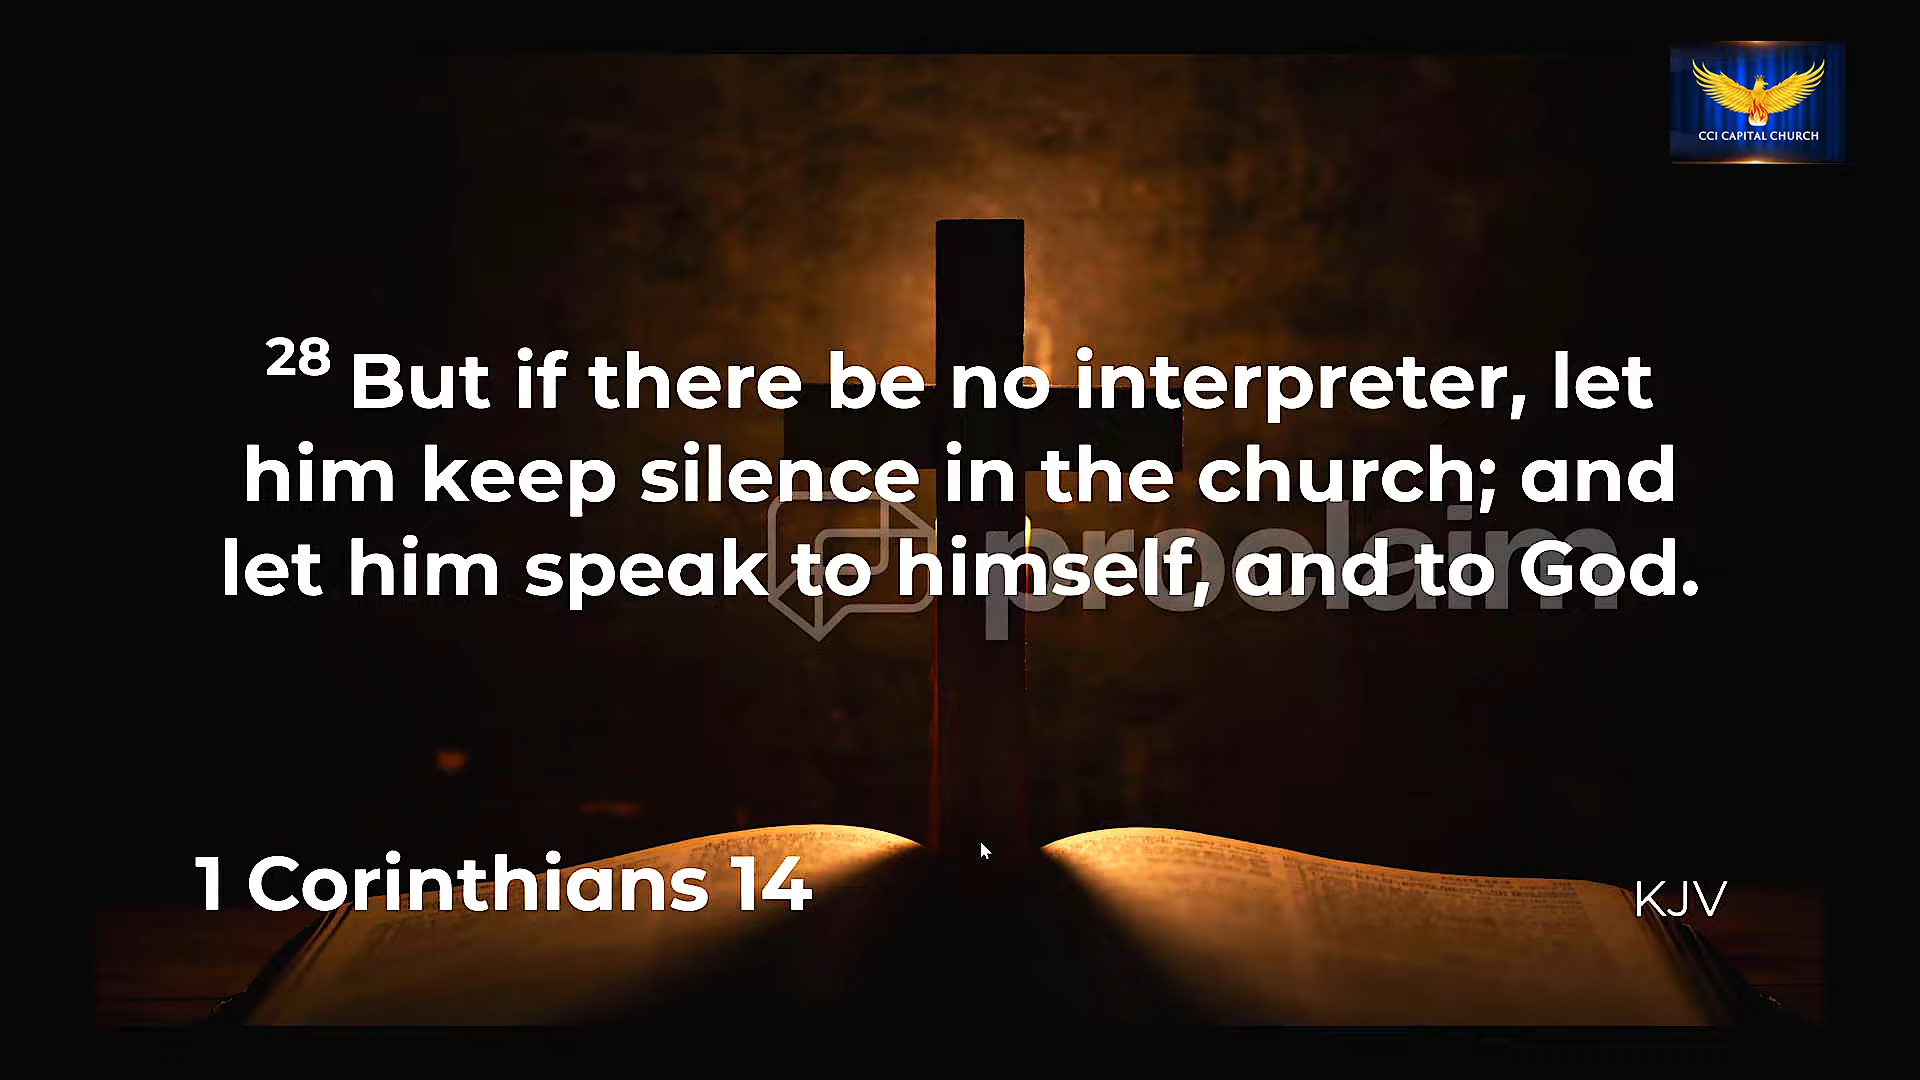 CCI CAPITAL CHURCH
28 But if there be no interpreter, let
him keep silence in the church; and
let him speak to himself, and to God.
proclaim
1 Corinthians 14
KJV